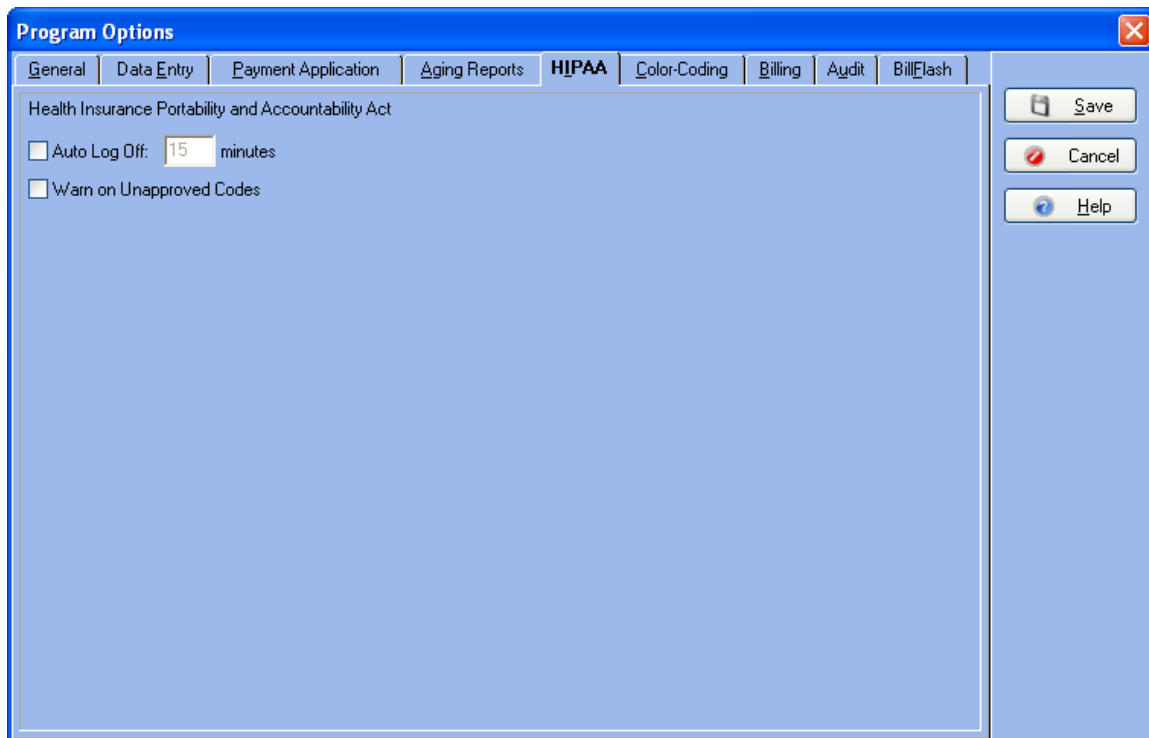 Program Options
General Data Entry Payment Application Aging Reports HIPAA Color-Coding Billing Audit BillFlash
Health Insurance Portability and Accountability Act
Auto Log Off: 15 minutes
Warn on Unapproved Codes
Save
Cancel
Help